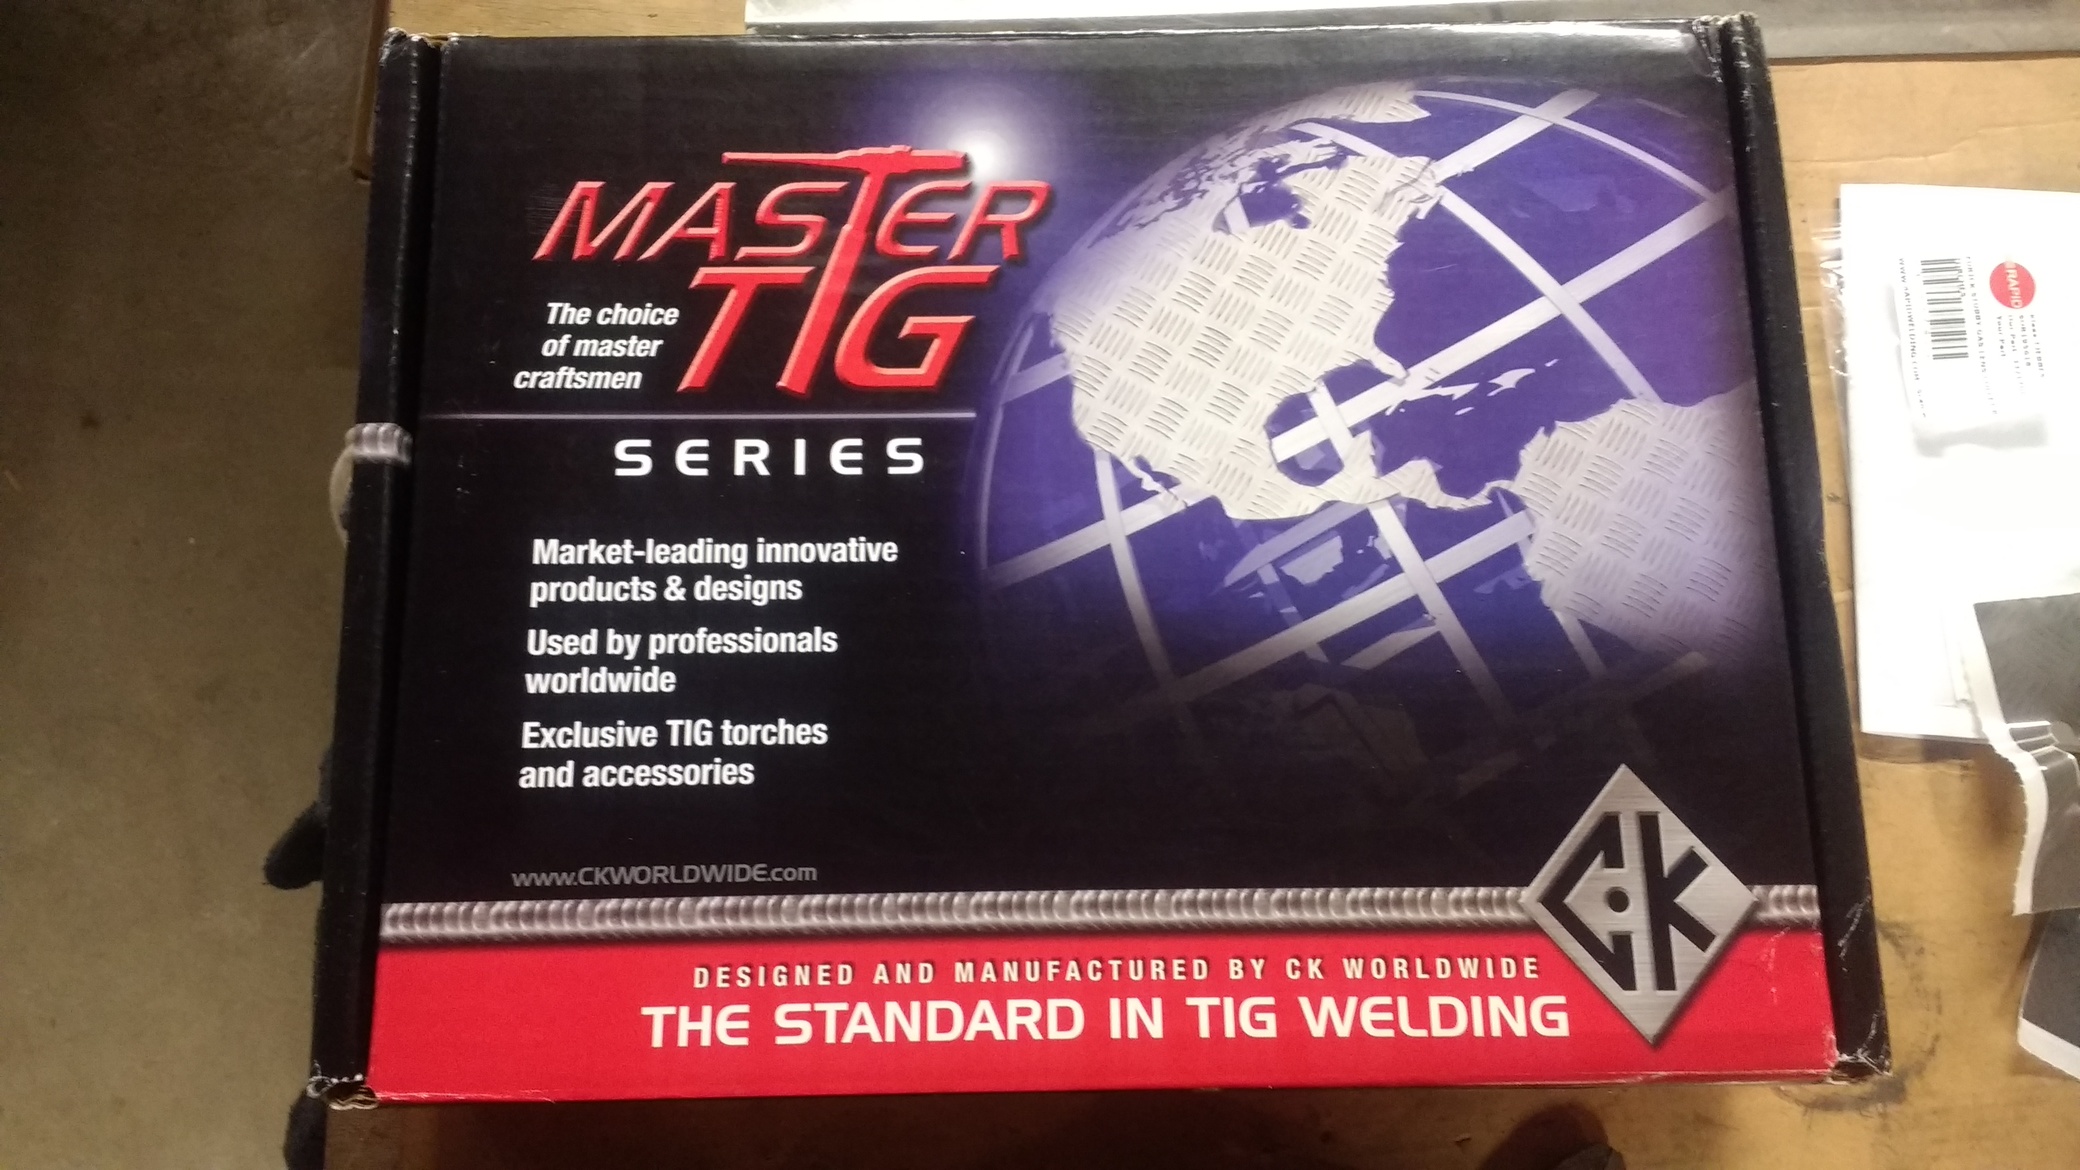 MASTER
TIG
The choice
of master
craftsmen
SERIES
Market-leading innovative
products & designs
Used by professionals
worldwide
Exclusive TIG torches
and accessories
www.CKWORLDWIDE.com
CK
DESIGNED AND MANUFACTURED BY CK WORLDWIDE
THE STANDARD IN TIG WELDING
RAPID